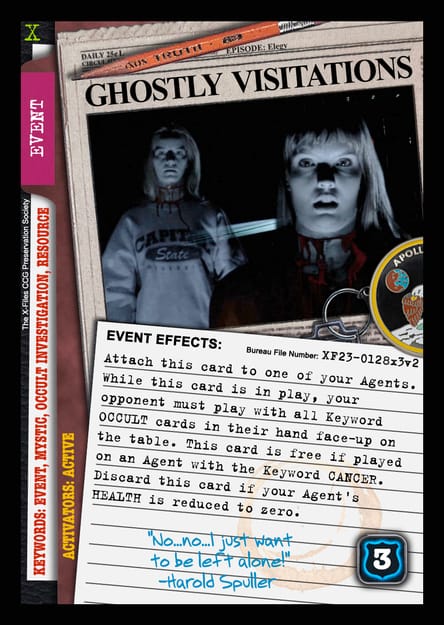 X
DAILY 25¢ L
EPISODE: Elegy
GHOSTLY VISITATIONS
EVENT
CAPITOL
State
APOLLO
The X-Files CCG Preservation Society
KEYWORDS: EVENT, MYSTIC, OCCULT INVESTIGATION, RESOURCE
ACTIVATORS: ACTIVE
EVENT EFFECTS:
Bureau File Number: XF23-0128x3v2
Attach this card to one of your Agents.
While this card is in play, your
opponent must play with all Keyword
OCCULT cards in their hand face-up on
the table. This card is free if played
on an Agent with the Keyword CANCER.
Discard this card if your Agent's
HEALTH is reduced to zero.
"No...no...I just want
to be left alone!"
-Harold Spuller
3